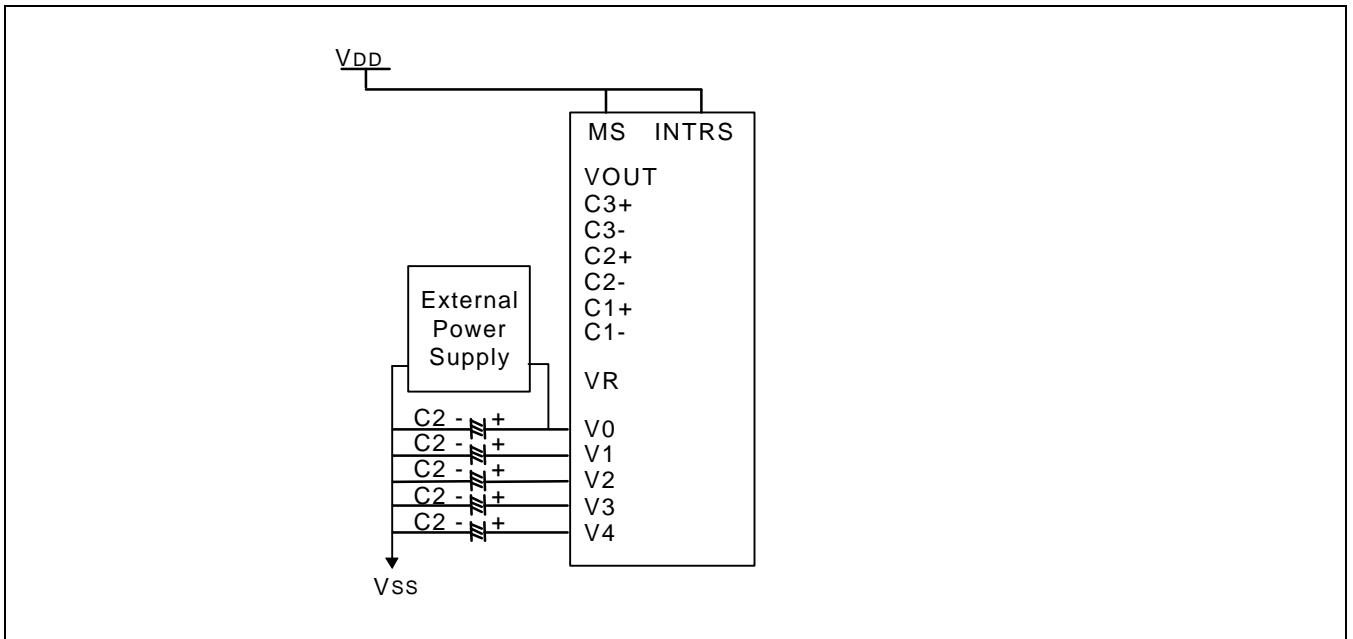 VDD
MS INTRS
VOUT
C3+
C3-
C2+
C2-
C1+
C1-
VR
External
Power
Supply
C2 - + V0
C2 - + V1
C2 - + V2
C2 - + V3
C2 - + V4
VSS